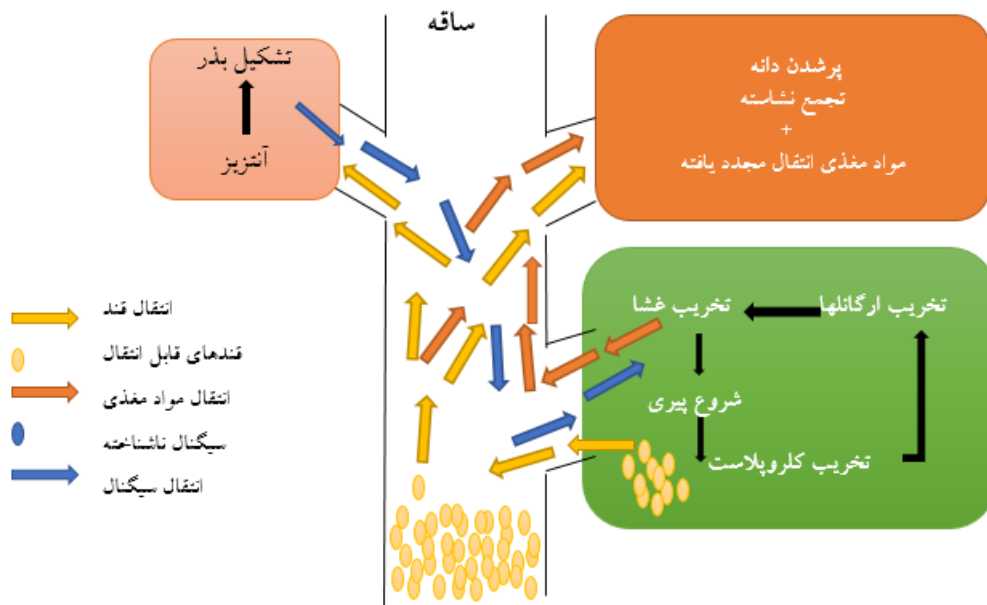 ساقه
پرشدن دانه
تجمع نشاسته
+
مواد مغذی انتقال مجدد یافته
تشکیل بذر
آنتزیز
تخریب ارگانلها
تخریب غشا
شروع پیری
تخریب کلروپلاست
انتقال قند
قندهای قابل انتقال
انتقال مواد مغذی
سیگنال ناشناخته
انتقال سیگنال